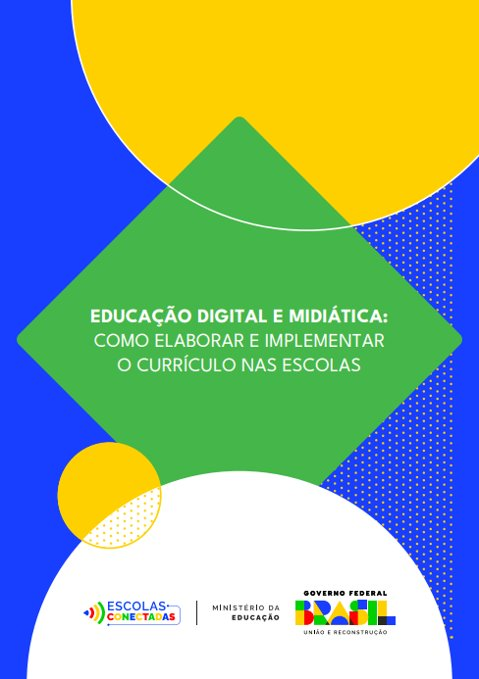 EDUCAÇÃO DIGITAL E MIDIÁTICA:
COMO ELABORAR E IMPLEMENTAR
O CURRÍCULO NAS ESCOLAS
ESCOLAS
CONECTADAS
MINISTÉRIO DA
EDUCAÇÃO
GOVERNO FEDERAL
BRASIL
UNIÃO E RECONSTRUÇÃO